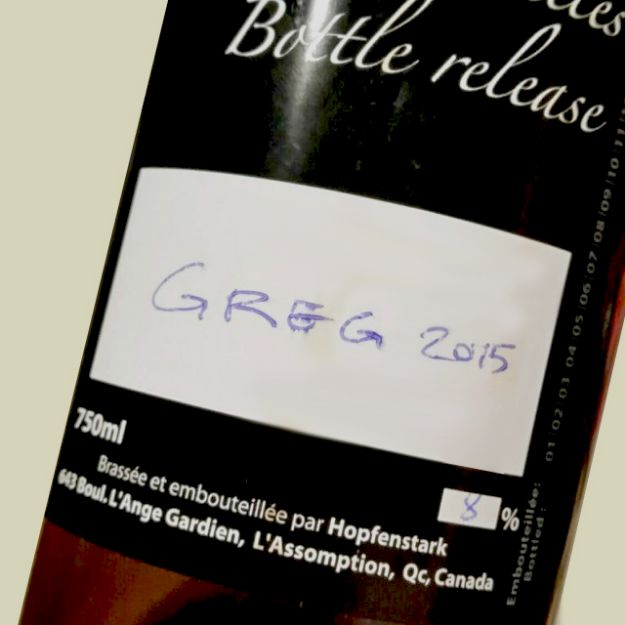 Bottle release
GREG 2015
750ml
8%
Brassée et embouteillée par Hopfenstark
643 Boul. L'Ange Gardien, L'Assomption, Qc, Canada
Embouteillée:
Bottled :
01 02 03 04 05 06 07 08 09 10 11